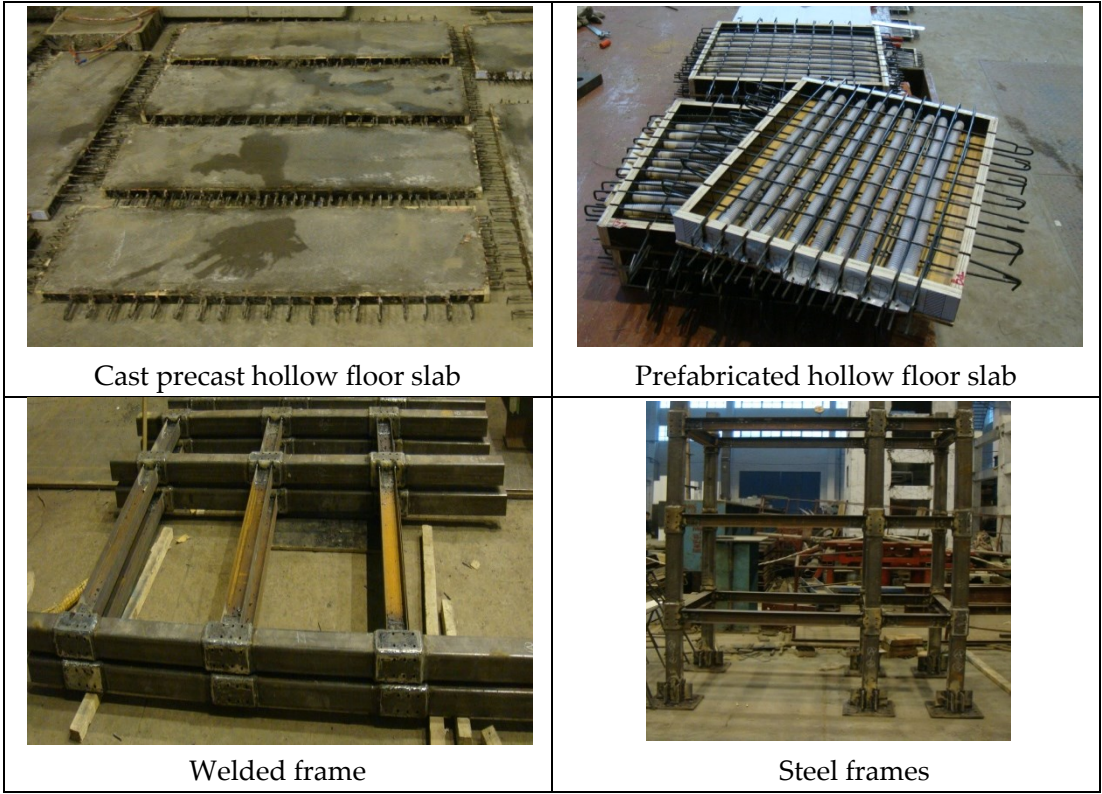 Cast precast hollow floor slab
Prefabricated hollow floor slab
Welded frame
Steel frames